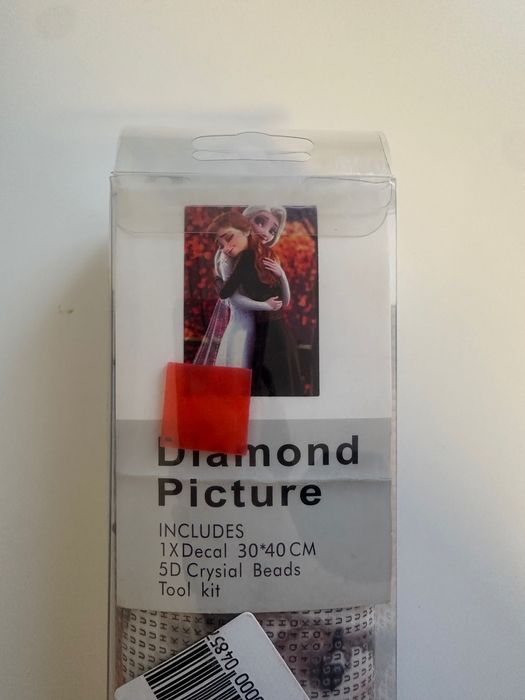 Diamond
Picture
INCLUDES
1XDecal 30*40CM
5D Crysial Beads
Tool kit